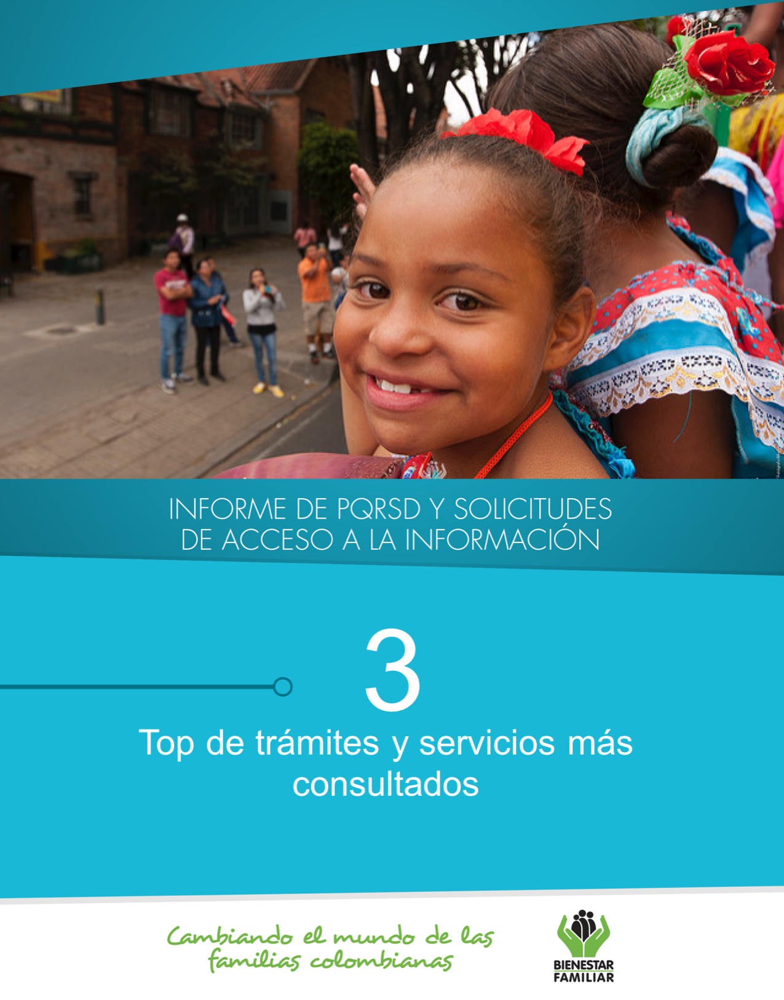 INFORME DE PQRSD Y SOLICITUDES
DE ACCESO A LA INFORMACIÓN
3
Top de trámites y servicios más
consultados
Cambiando el mundo de las
familias colombianas
BIENESTAR
FAMILIAR